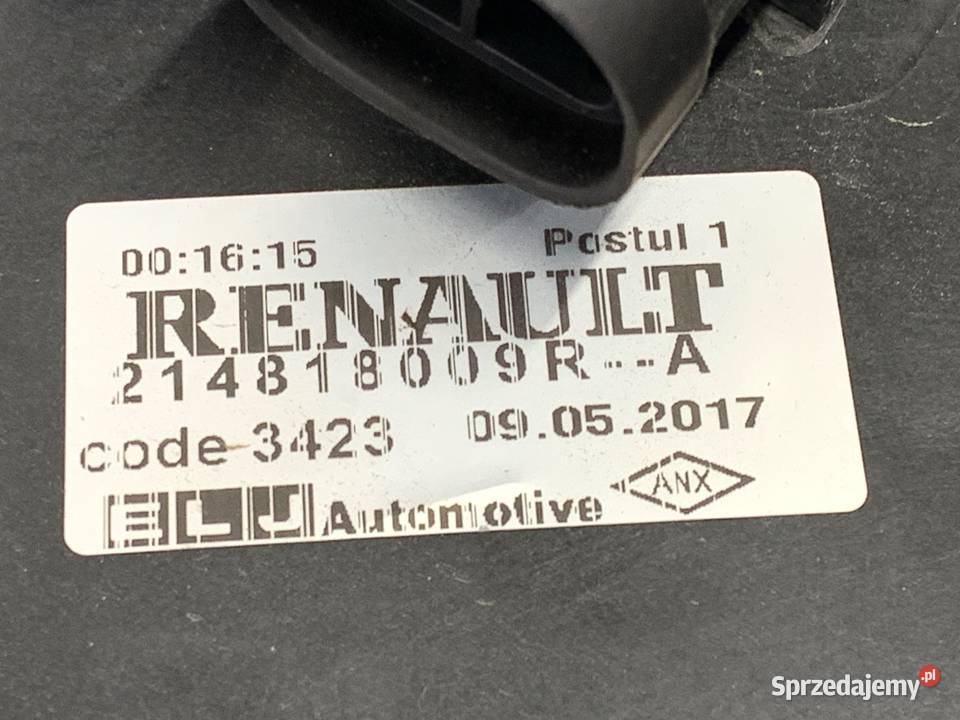 00:16:15 Postul 1
RENAULT
214818009R--A
code 3423 09.05.2017
ELJ Automotive ANX
Sprzedajemy.pl